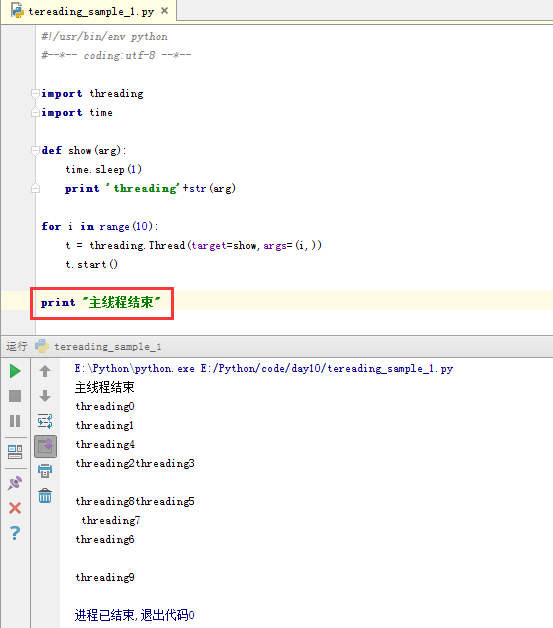 tereading_sample_1.py ×
#!/usr/bin/env python
#--*-- coding:utf-8 --*--
import threading
import time
def show(arg):
time.sleep(1)
print 'threading'+str(arg)
for i in range(10):
t = threading.Thread(target=show,args=(i,))
t.start()
print "主线程结束"
运行 tereading_sample_1
E:\Python\python.exe E:/Python/code/day10/tereading_sample_1.py
主线程结束
threading0
threading1
threading4
threading2threading3
threading8threading5
threading7
threading6
threading9
进程已结束,退出代码0